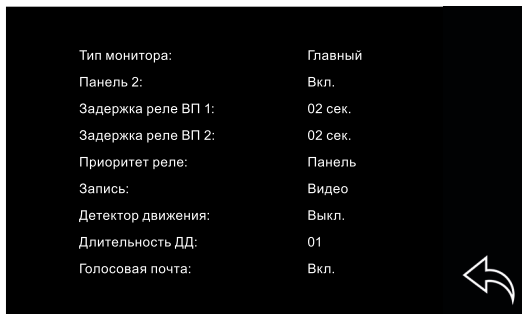 Тип монитора: Главный
Панель 2: Вкл.
Задержка реле ВП 1: 02 сек.
Задержка реле ВП 2: 02 сек.
Приоритет реле: Панель
Запись: Видео
Детектор движения: Выкл.
Длительность ДД: 01
Голосовая почта: Вкл.